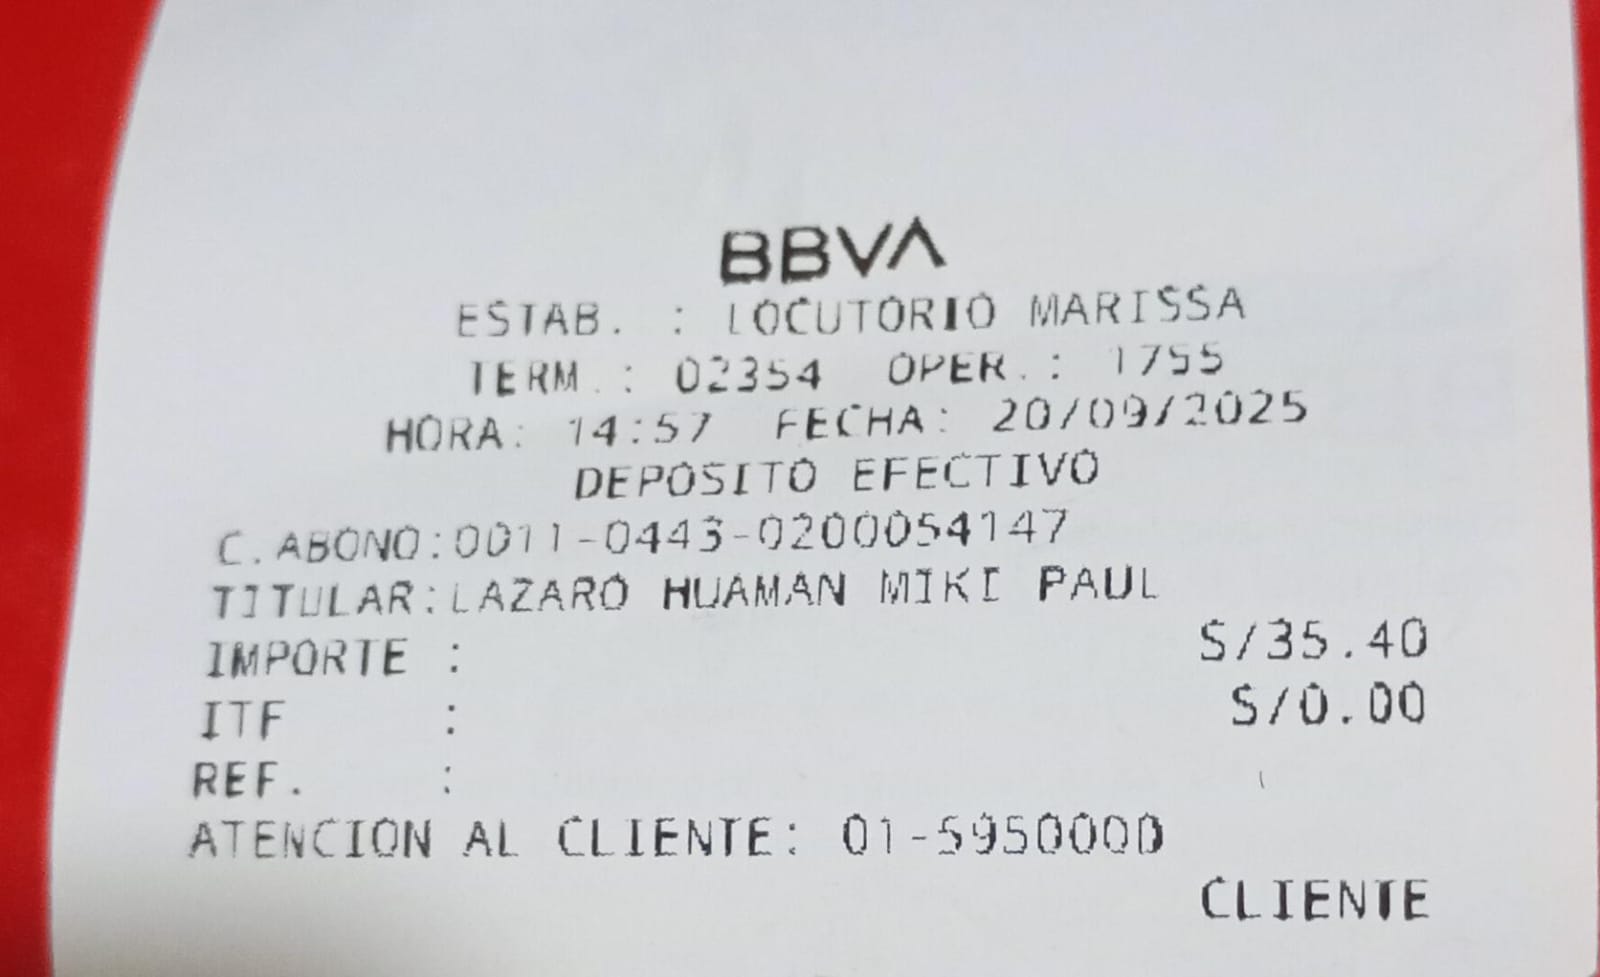 BBVA
ESTAB. : LOCUTORIO MARISSA
TERM.: 02354 OPER.: 1755
HORA: 14:57 FECHA: 20/09/2025
DEPOSITO EFECTIVO
C.ABONO:0011-0443-0200054147
TITULAR:LAZARO HUAMAN MIKI PAUL
IMPORTE : S/35.40
ITF : S/0.00
REF. :
ATENCION AL CLIENTE: 01-5950000
CLIENTE